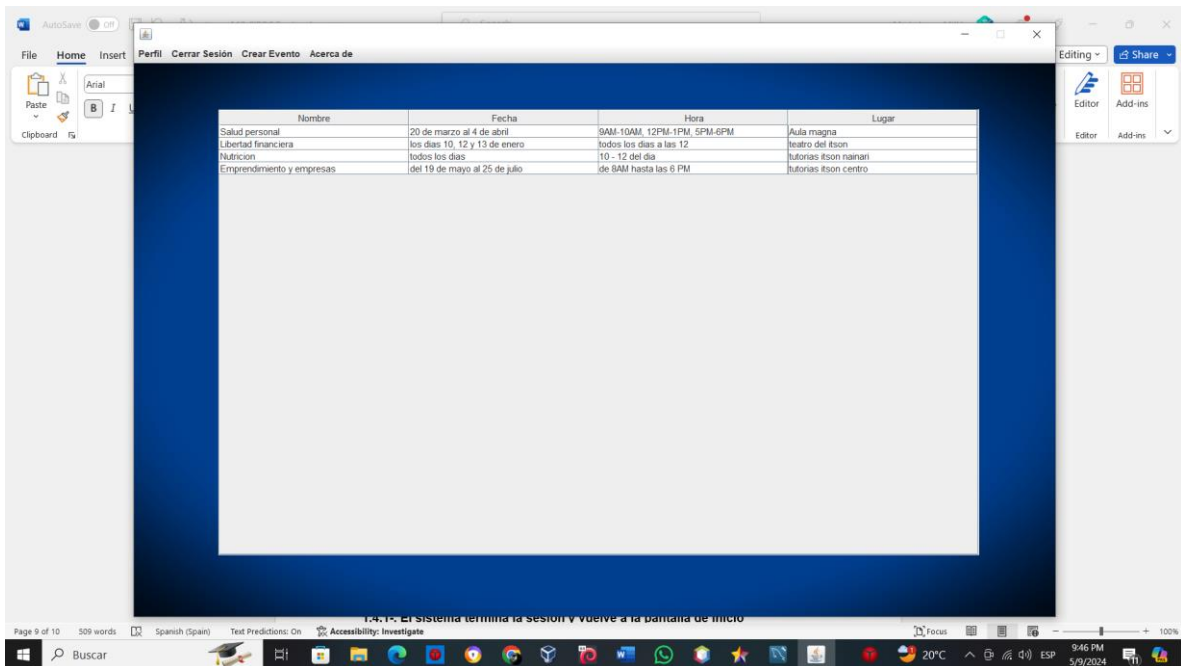 AutoSave Off
File Home Insert
Perfil Cerrar Sesión Crear Evento Acerca de
Editing Share
Paste
Arial
B I U
Clipboard
Editor Add-ins
Editor Add-ins
Nombre Fecha Hora Lugar
Salud personal 20 de marzo al 4 de abril 9AM-10AM, 12PM-1PM, 5PM-6PM Aula magna
Libertad financiera los dias 10, 12 y 13 de enero todos los dias a las 12 teatro del itson
Nutricion todos los dias 10 - 12 del dia tutorias itson nainari
Emprendimiento y empresas del 19 de mayo al 25 de julio de 8AM hasta las 6 PM tutorias itson centro
1.4.1-. El sistema termina la sesión y vuelve a la pantalla de inicio
Page 9 of 10 509 words Spanish (Spain) Text Predictions: On Accessibility: Investigate Focus 100%
Buscar 20°C ESP 9:46 PM
5/9/2024